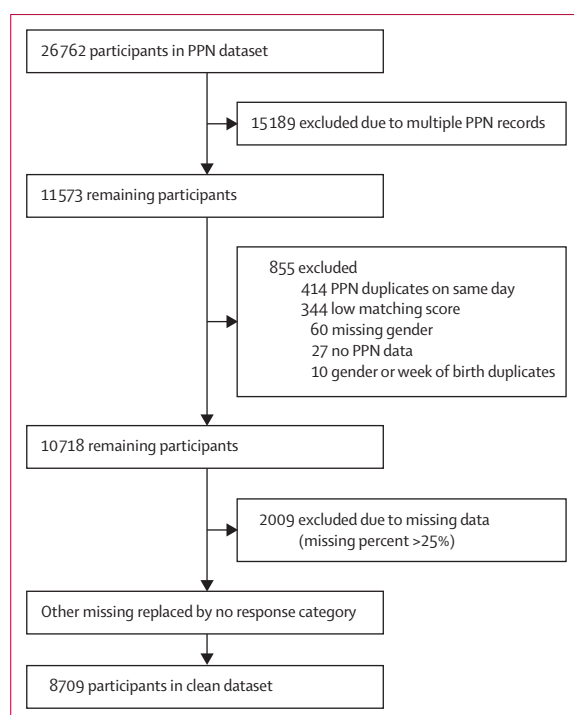 26762 participants in PPN dataset
15189 excluded due to multiple PPN records
11573 remaining participants
855 excluded
414 PPN duplicates on same day
344 low matching score
60 missing gender
27 no PPN data
10 gender or week of birth duplicates
10718 remaining participants
2009 excluded due to missing data
(missing percent >25%)
Other missing replaced by no response category
8709 participants in clean dataset